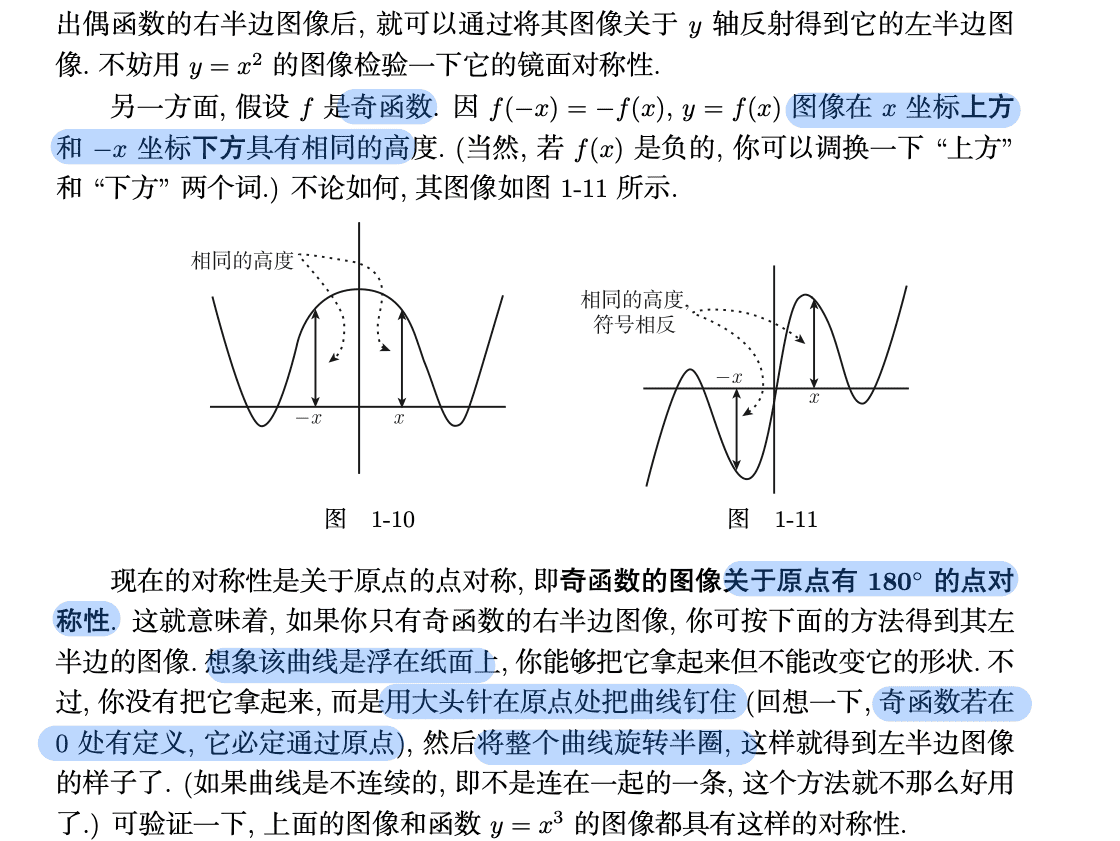 出偶函数的右半边图像后, 就可以通过将其图像关于 y 轴反射得到它的左半边图
像. 不妨用 y = x² 的图像检验一下它的镜面对称性.
另一方面, 假设 f 是奇函数. 因 f(−x) = −f(x), y = f(x) 图像在 x 坐标上方
和 −x 坐标下方具有相同的高度. (当然, 若 f(x) 是负的, 你可以调换一下 “上方”
和 “下方” 两个词.) 不论如何, 其图像如图 1-11 所示.
相同的高度
−x
x
图 1-10
相同的高度,
符号相反
−x
x
图 1-11
现在的对称性是关于原点的点对称, 即奇函数的图像关于原点有 180° 的点对
称性. 这就意味着, 如果你只有奇函数的右半边图像, 你可按下面的方法得到其左
半边的图像. 想象该曲线是浮在纸面上, 你能够把它拿起来但不能改变它的形状. 不
过, 你没有把它拿起来, 而是用大头针在原点处把曲线钉住 (回想一下, 奇函数若在
0 处有定义, 它必定通过原点), 然后将整个曲线旋转半圈, 这样就得到左半边图像
的样子了. (如果曲线是不连续的, 即不是连在一起的一条, 这个方法就不那么好用
了.) 可验证一下, 上面的图像和函数 y = x³ 的图像都具有这样的对称性.